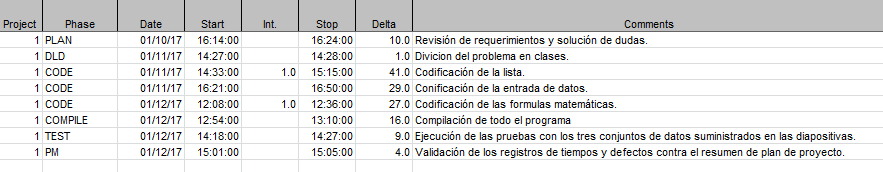 Project Phase Date Start Int. Stop Delta Comments
1 PLAN 01/10/17 16:14:00 16:24:00 10.0 Revisión de requerimientos y solución de dudas.
1 DLD 01/11/17 14:27:00 14:28:00 1.0 Divicion del problema en clases.
1 CODE 01/11/17 14:33:00 1.0 15:15:00 41.0 Codificación de la lista.
1 CODE 01/11/17 16:21:00 16:50:00 29.0 Conificación de la entrada de datos.
1 CODE 01/12/17 12:08:00 1.0 12:36:00 27.0 Codificación de las formulas matemáticas.
1 COMPILE 01/12/17 12:54:00 13:10:00 16.0 Compilación de todo el programa
1 TEST 01/12/17 14:18:00 14:27:00 9.0 Ejecución de las pruebas con los tres conjuntos de datos suministrados en las diapositivas.
1 PM 01/12/17 15:01:00 15:05:00 4.0 Validación de los registros de tiempos y defectos contra el resumen de plan de proyecto.